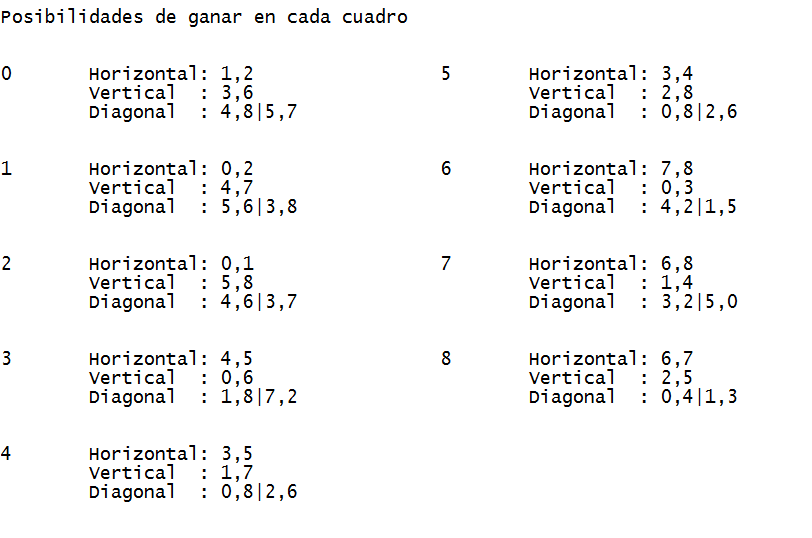 Posibilidades de ganar en cada cuadro
0 Horizontal: 1,2
Vertical : 3,6
Diagonal : 4,8|5,7
1 Horizontal: 0,2
Vertical : 4,7
Diagonal : 5,6|3,8
2 Horizontal: 0,1
Vertical : 5,8
Diagonal : 4,6|3,7
3 Horizontal: 4,5
Vertical : 0,6
Diagonal : 1,8|7,2
4 Horizontal: 3,5
Vertical : 1,7
Diagonal : 0,8|2,6
5 Horizontal: 3,4
Vertical : 2,8
Diagonal : 0,8|2,6
6 Horizontal: 7,8
Vertical : 0,3
Diagonal : 4,2|1,5
7 Horizontal: 6,8
Vertical : 1,4
Diagonal : 3,2|5,0
8 Horizontal: 6,7
Vertical : 2,5
Diagonal : 0,4|1,3